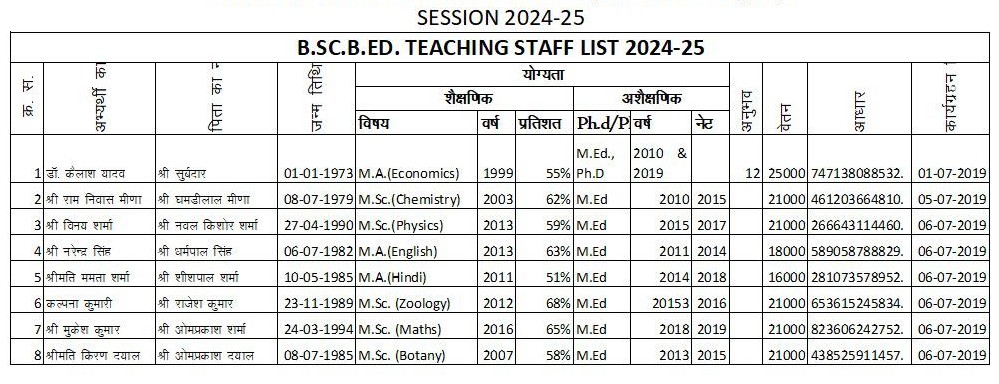 SESSION 2024-25
B.SC.B.ED. TEACHING STAFF LIST 2024-25
क्र. स. अभ्यर्थी का पिता का न जन्म तिथि योग्यता अनुभव वेतन आधार कार्यग्रहन
शैक्षणिक अशैक्षणिक
विषय वर्ष प्रतिशत Ph.d/P. वर्ष नेट
1 डॉ. कैलाश यादव श्री सुर्यदार 01-01-1973 M.A.(Economics) 1999 55% M.Ed., Ph.D 2010 & 2019 12 25000 747138088532. 01-07-2019
2 श्री राम निवास मीणा श्री घमडीलाल मीणा 08-07-1979 M.Sc.(Chemistry) 2003 62% M.Ed 2010 2015 21000 461203664810. 05-07-2019
3 श्री विनय शर्मा श्री नवल किशोर शर्मा 27-04-1990 M.Sc.(Physics) 2013 59% M.Ed 2015 2017 21000 266643114460. 06-07-2019
4 श्री नरेन्द्र सिंह श्री धर्मपाल सिंह 06-07-1982 M.A.(English) 2013 63% M.Ed 2011 2014 18000 589058788829. 06-07-2019
5 श्रीमति ममता शर्मा श्री शीशपाल शर्मा 10-05-1985 M.A.(Hindi) 2011 51% M.Ed 2014 2018 16000 281073578952. 06-07-2019
6 कल्पना कुमारी श्री राजेश कुमार 23-11-1989 M.Sc. (Zoology) 2012 68% M.Ed 20153 2016 21000 653615245834. 06-07-2019
7 श्री मुकेश कुमार श्री ओमप्रकाश शर्मा 24-03-1994 M.Sc. (Maths) 2016 65% M.Ed 2018 2019 21000 823606242752. 06-07-2019
8 श्रीमति किरण दयाल श्री ओमप्रकाश दयाल 08-07-1985 M.Sc. (Botany) 2007 58% M.Ed 2013 2015 21000 438525911457. 06-07-2019